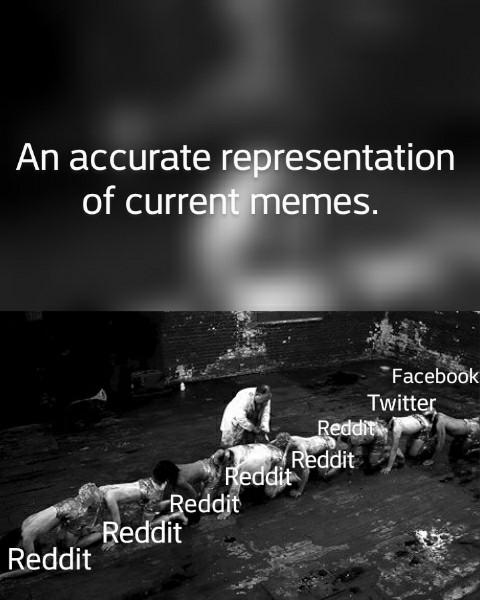 An accurate representation
of current memes.
Facebook
Twitter
Reddit
Reddit
Reddit
Reddit
Reddit
Reddit